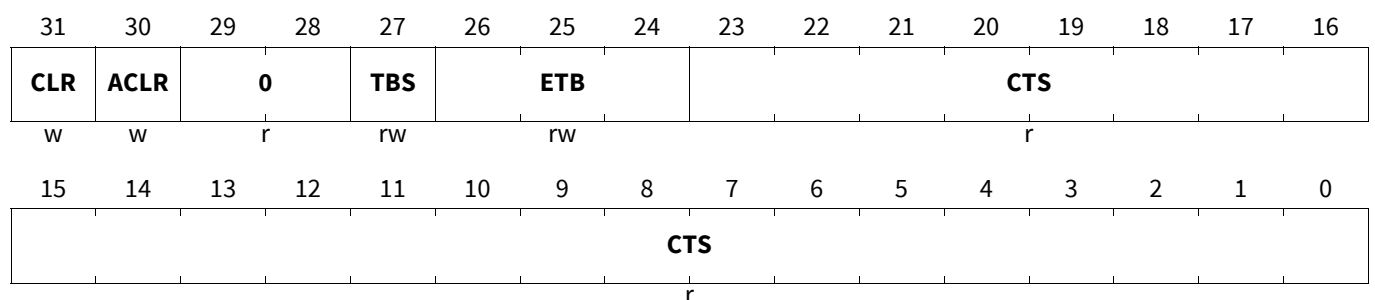 31 30 29 28 27 26 25 24 23 22 21 20 19 18 17 16
CLR ACLR 0 TBS ETB CTS
w w r rw rw r
15 14 13 12 11 10 9 8 7 6 5 4 3 2 1 0
CTS
r